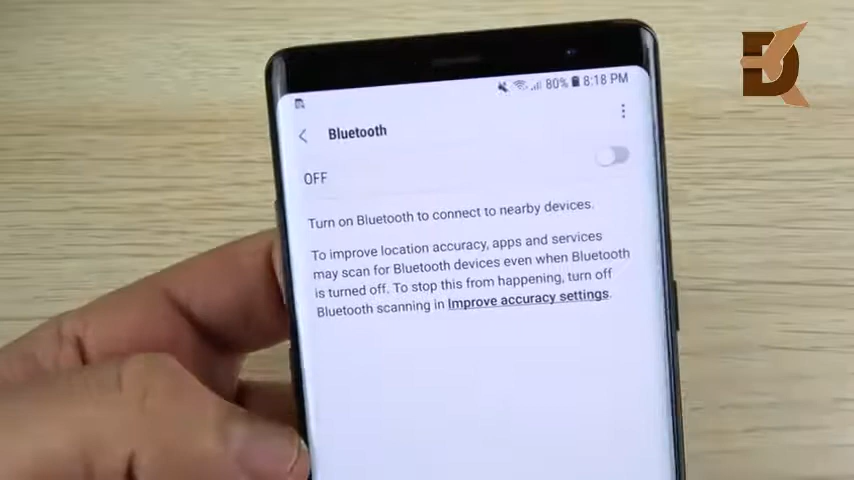 80% 8:18 PM
Bluetooth
OFF
Turn on Bluetooth to connect to nearby devices.
To improve location accuracy, apps and services
may scan for Bluetooth devices even when Bluetooth
is turned off. To stop this from happening, turn off
Bluetooth scanning in Improve accuracy settings.